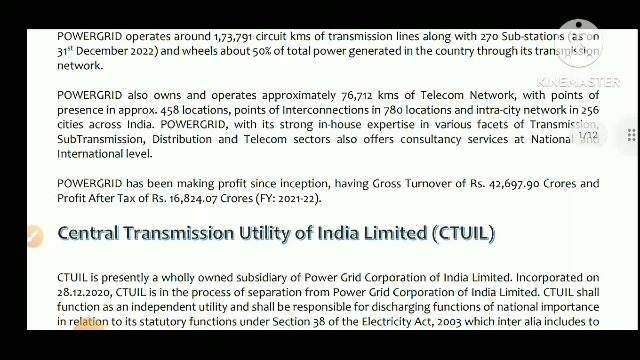 POWERGRID operates around 1,73,791 circuit kms of transmission lines along with 270 Sub-stations (as on
31st December 2022) and wheels about 50% of total power generated in the country through its transmission
network.
KINEMASTER
POWERGRID also owns and operates approximately 76,712 kms of Telecom Network, with points of
presence in approx. 458 locations, points of Interconnections in 780 locations and intra-city network in 256
cities across India. POWERGRID, with its strong in-house expertise in various facets of Transmission,
SubTransmission, Distribution and Telecom sectors also offers consultancy services at National and
1/12
International level.
POWERGRID has been making profit since inception, having Gross Turnover of Rs. 42,697.90 Crores and
Profit After Tax of Rs. 16,824.07 Crores (FY: 2021-22).
Central Transmission Utility of India Limited (CTUIL)
CTUIL is presently a wholly owned subsidiary of Power Grid Corporation of India Limited. Incorporated on
28.12.2020, CTUIL is in the process of separation from Power Grid Corporation of India Limited. CTUIL shall
function as an independent utility and shall be responsible for discharging functions of national importance
in relation to its statutory functions under Section 38 of the Electricity Act, 2003 which inter alia includes to